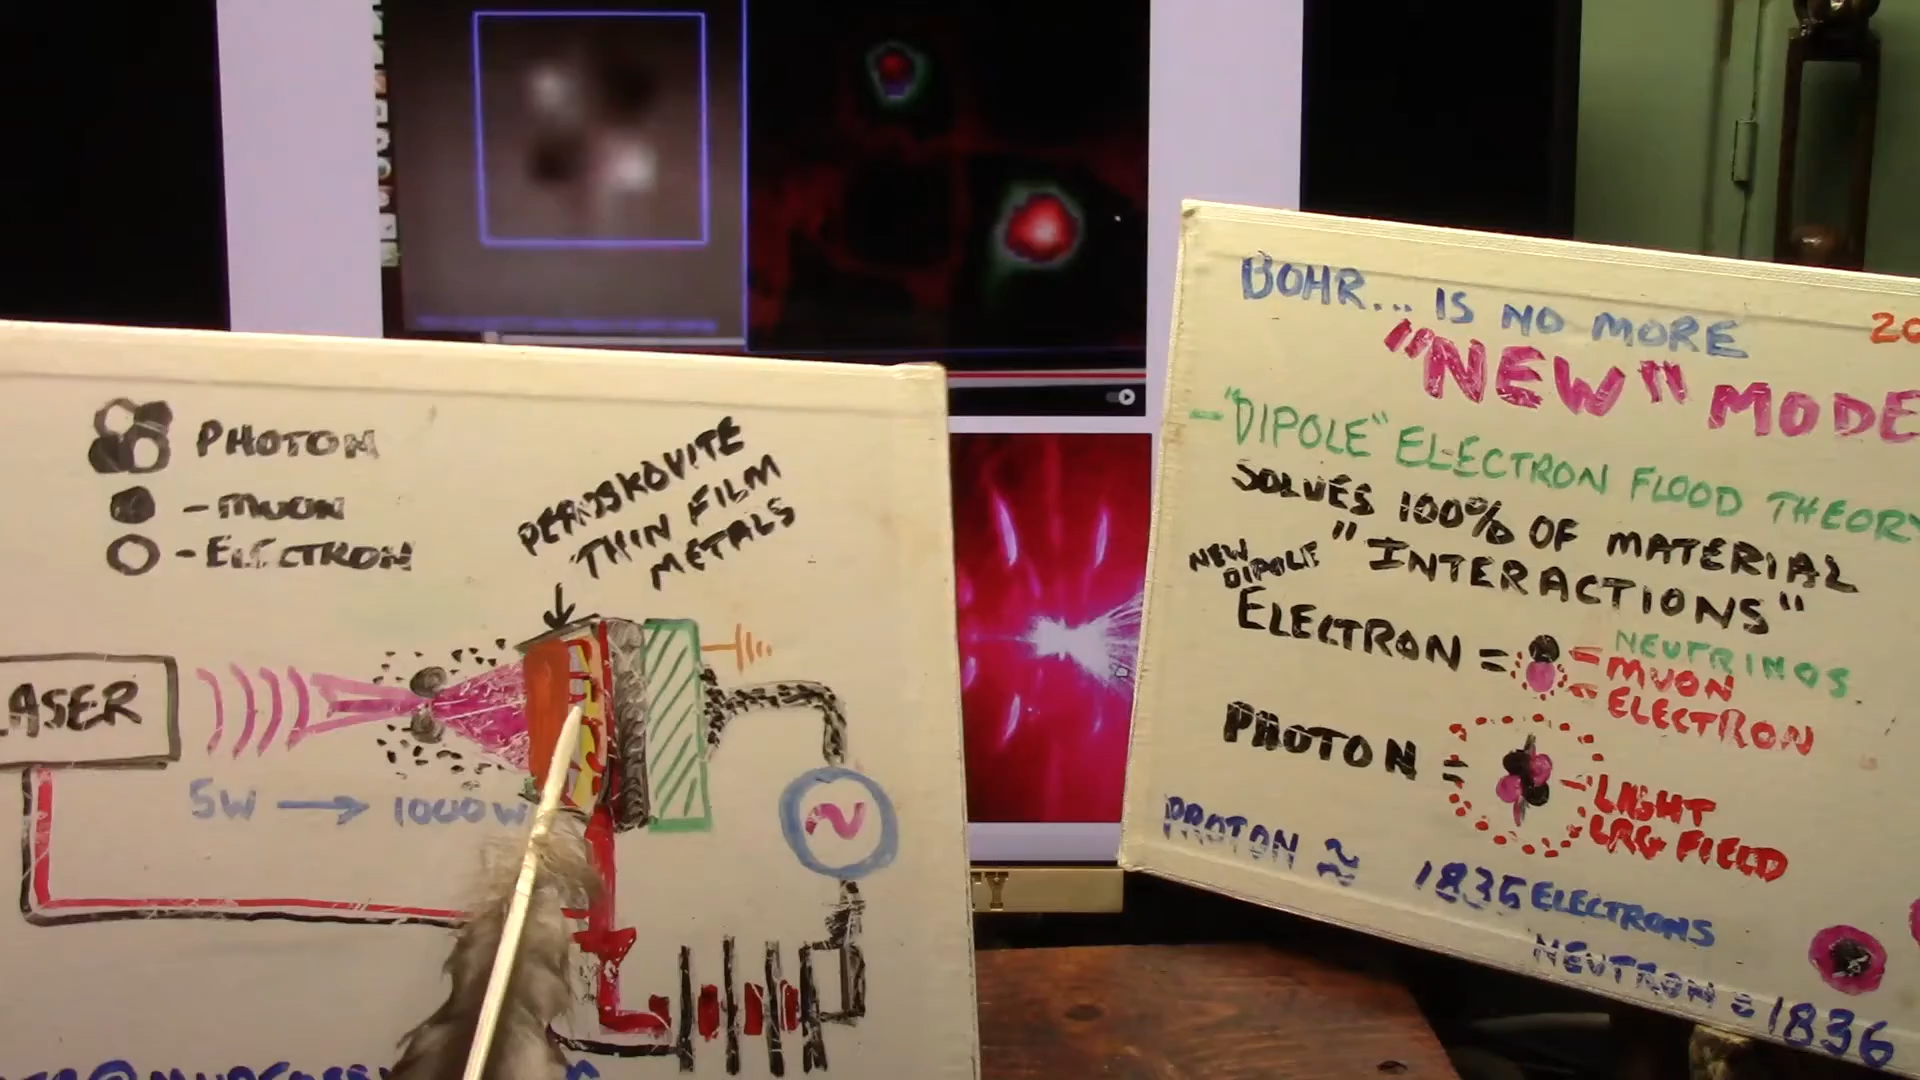 PHOTON
- MUON
- ELECTRON
PEROSKOVITE
THIN FILM
METALS
LASER
5W → 1000W
BOHR... IS NO MORE
"NEW" MODE
- "DIPOLE" ELECTRON FLOOD THEORY
SOLVES 100% OF MATERIAL
"INTERACTIONS"
NEW DIPOLE
ELECTRON =
NEUTRINOS
- MUON
- ELECTRON
PHOTON =
- LIGHT
LRG FIELD
PROTON ≈ 1835 ELECTRONS
NEUTRON = 1836